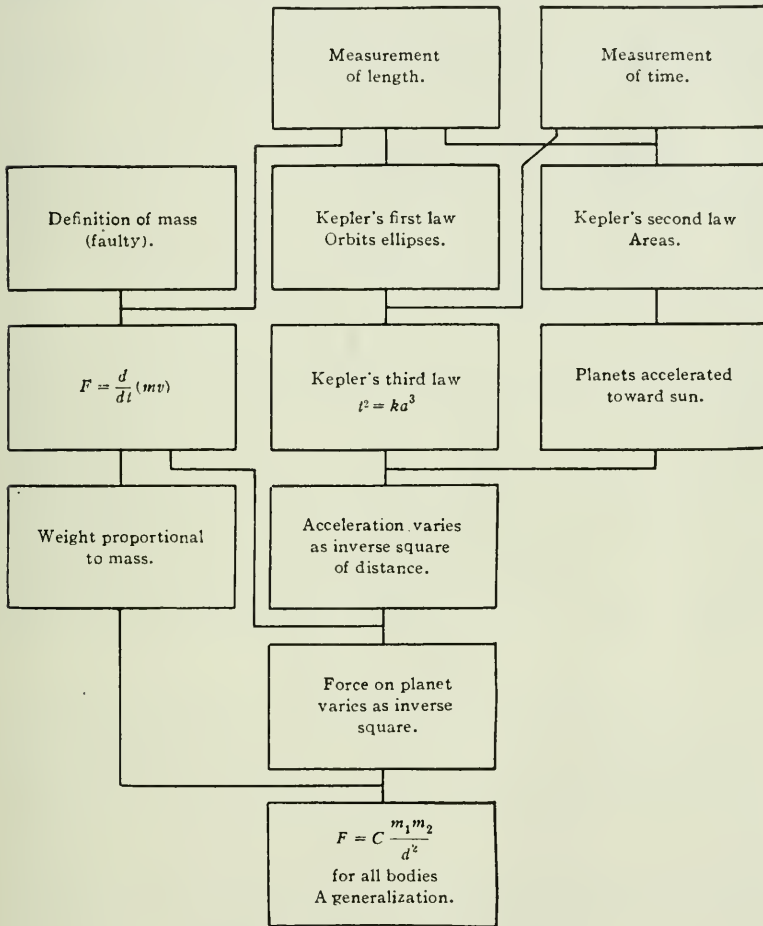 Measurement
of length.
Measurement
of time.
Definition of mass
(faulty).
Kepler's first law
Orbits ellipses.
Kepler's second law
Areas.
F = d/dt (mv)
Kepler's third law
t² = ka³
Planets accelerated
toward sun.
Weight proportional
to mass.
Acceleration varies
as inverse square
of distance.
Force on planet
varies as inverse
square.
F = C m₁m₂/d²
for all bodies
A generalization.